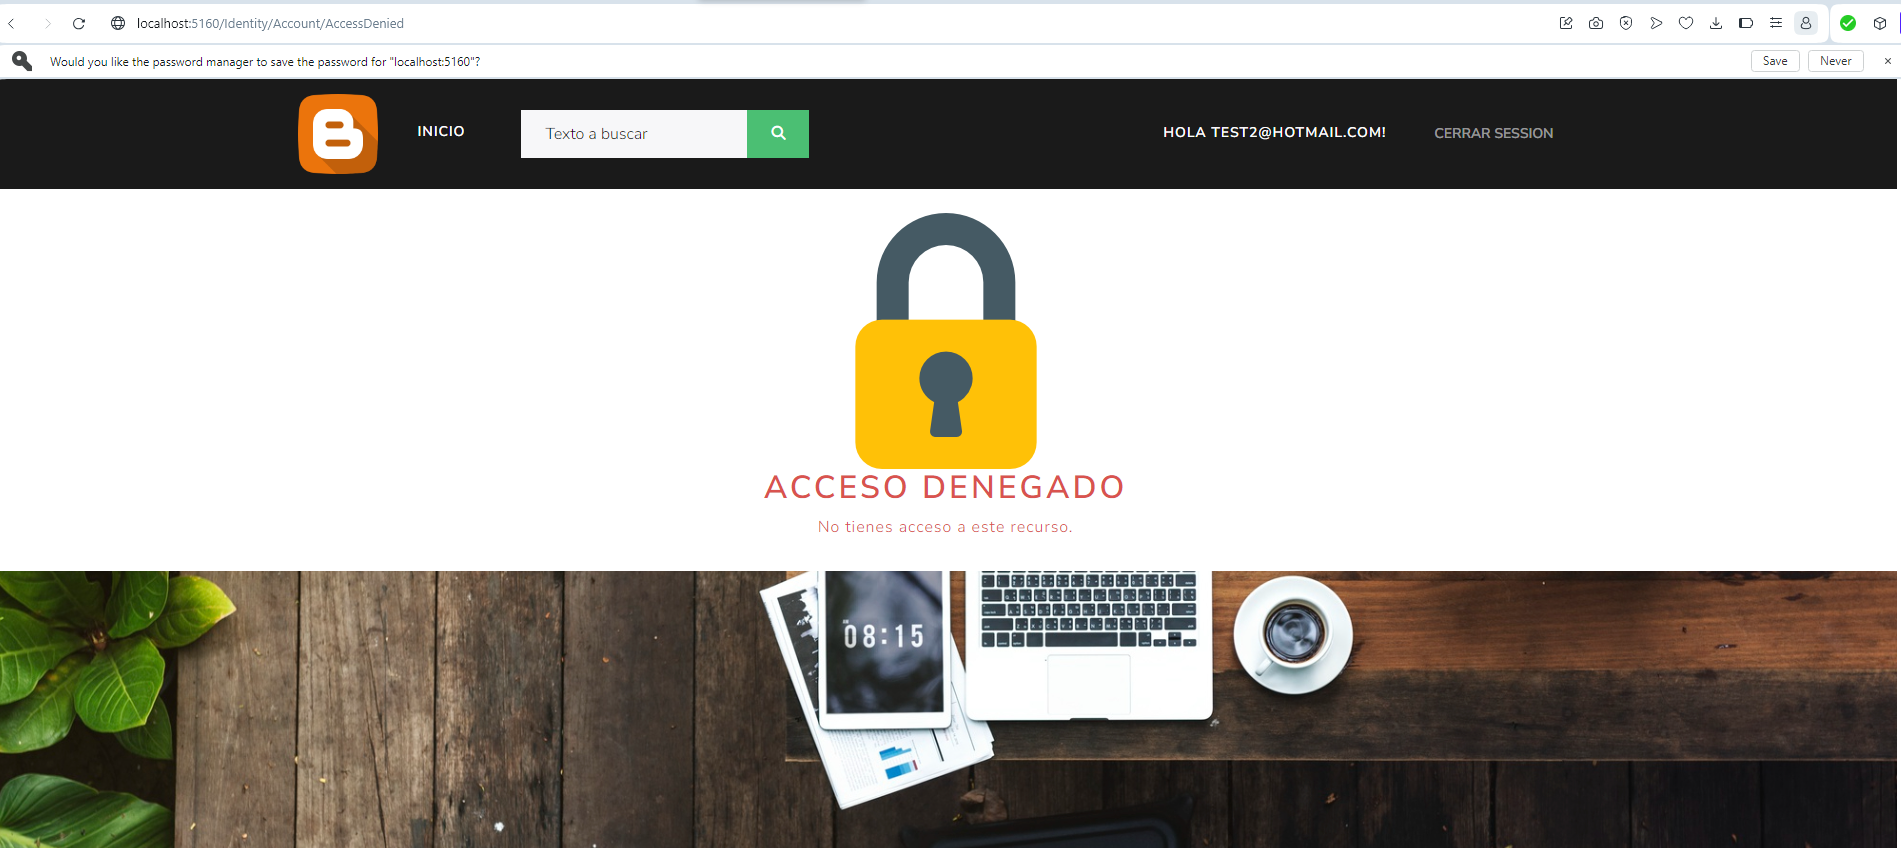 localhost:5160/Identity/Account/AccessDenied
Would you like the password manager to save the password for "localhost:5160"?
Save
Never
INICIO
Texto a buscar
HOLA TEST2@HOTMAIL.COM!
CERRAR SESSION
ACCESO DENEGADO
No tienes acceso a este recurso.
08:15